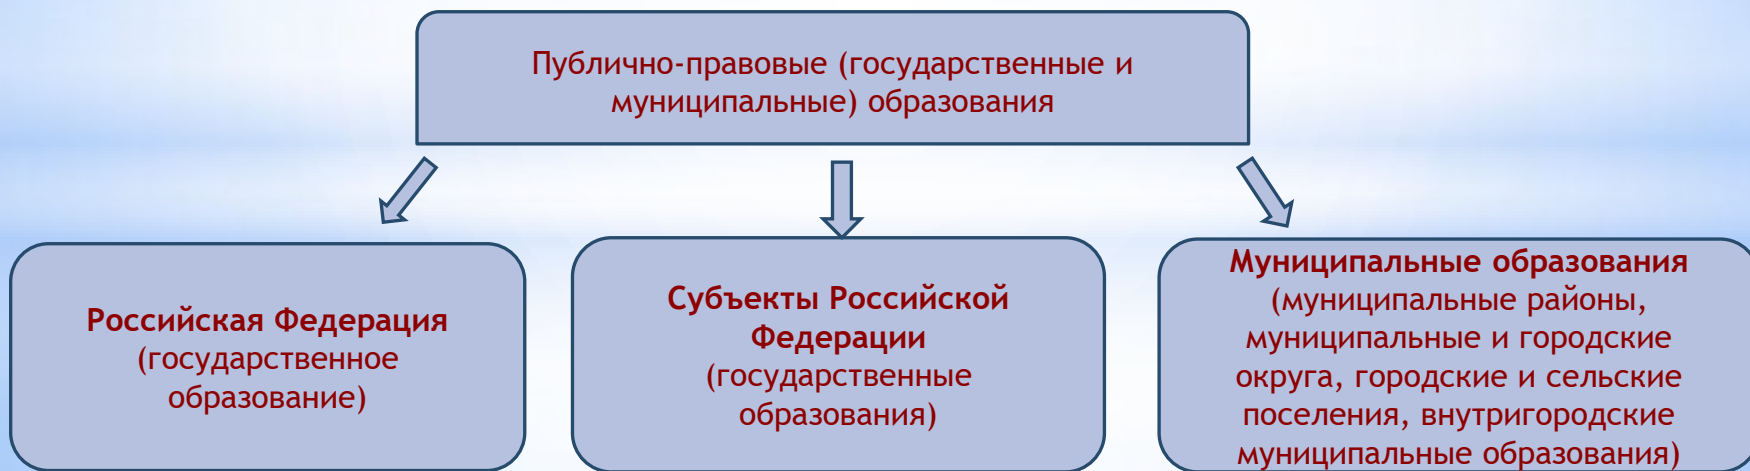 Публично-правовые (государственные и
муниципальные) образования
Российская Федерация
(государственное
образование)
Субъекты Российской
Федерации
(государственные
образования)
Муниципальные образования
(муниципальные районы,
муниципальные и городские
округа, городские и сельские
поселения, внутригородские
муниципальные образования)